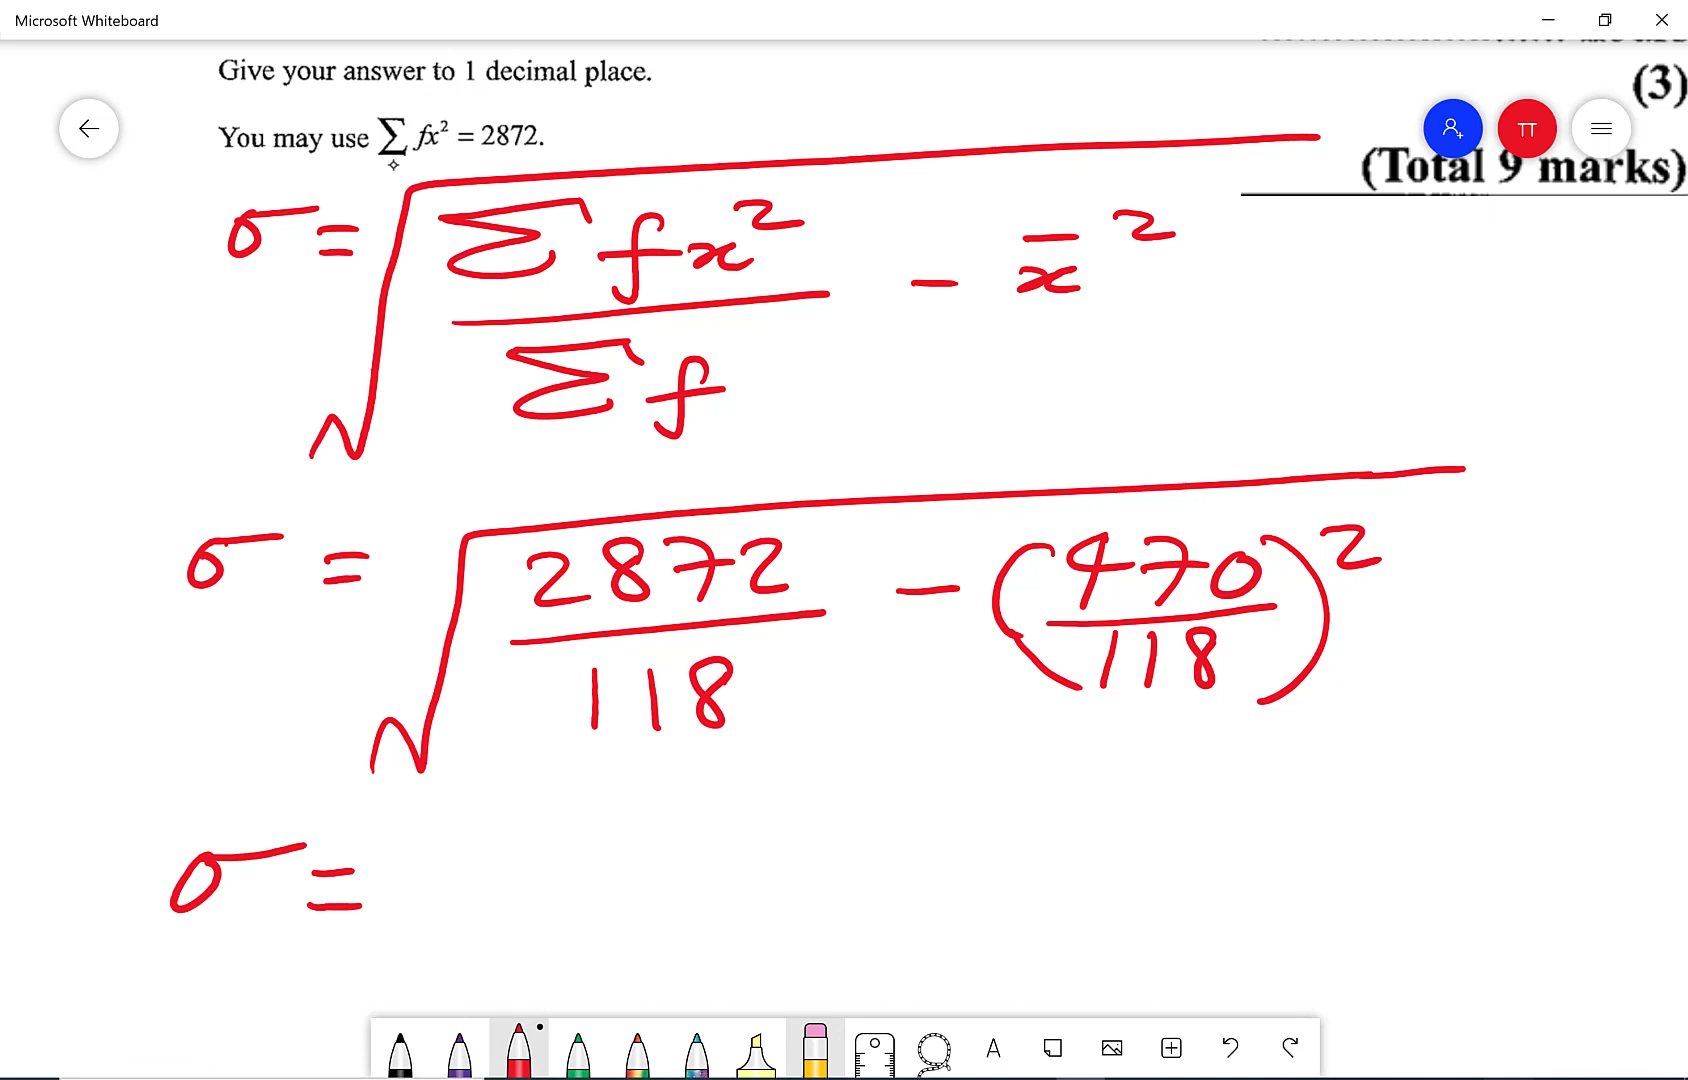 Microsoft Whiteboard
Give your answer to 1 decimal place.
(3)
You may use ∑ fx² = 2872.
TT
(Total 9 marks)
σ = √(∑fx² / ∑f − x̄²)
σ = √(2872 / 118 − (470 / 118)²)
σ =
A